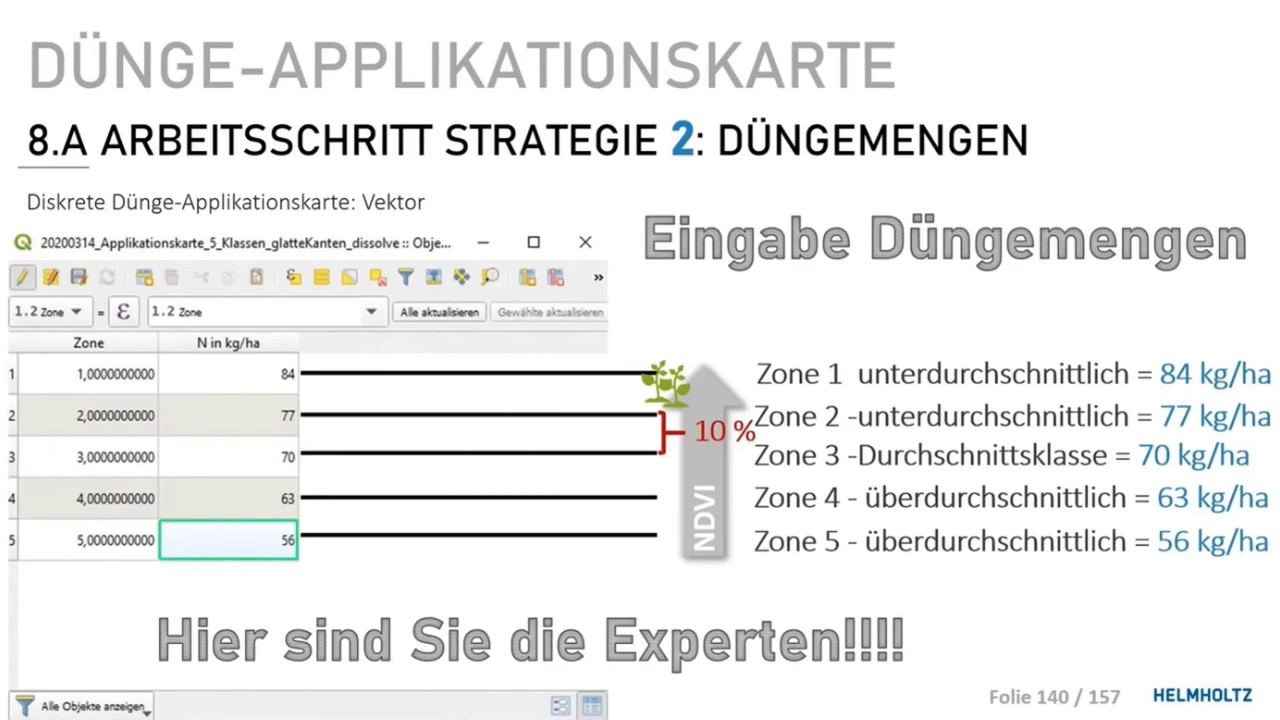 DÜNGE-APPLIKATIONSKARTE
8.A ARBEITSSCHRITT STRATEGIE 2: DÜNGEMENGEN
Diskrete Dünge-Applikationskarte: Vektor
20200314_Applikationskarte_5_Klassen_glatteKanten_dissolve :: Obje...
Eingabe Düngemengen
»
1.2 Zone = ε 1.2 Zone Alle aktualisieren Gewählte aktualisieren
Zone N in kg/ha
1 1,0000000000 84
2 2,0000000000 77
3 3,0000000000 70
4 4,0000000000 63
5 5,0000000000 56
10 %
NDVI
Zone 1 unterdurchschnittlich = 84 kg/ha
Zone 2 -unterdurchschnittlich = 77 kg/ha
Zone 3 -Durchschnittsklasse = 70 kg/ha
Zone 4 - überdurchschnittlich = 63 kg/ha
Zone 5 - überdurchschnittlich = 56 kg/ha
Hier sind Sie die Experten!!!!
Alle Objekte anzeigen
Folie 140 / 157
HELMHOLTZ